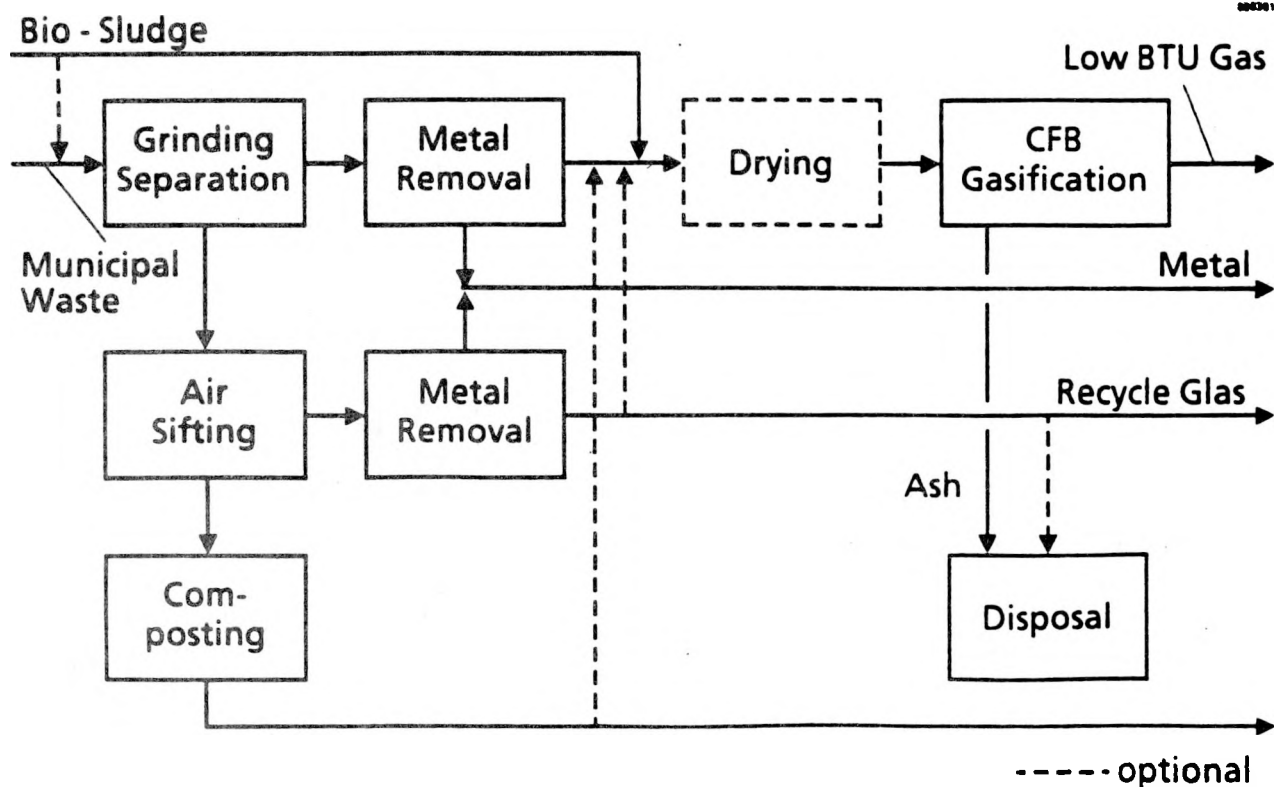 Bio - Sludge
Low BTU Gas
Grinding
Separation
Metal
Removal
Drying
CFB
Gasification
Municipal
Waste
Metal
Air
Sifting
Metal
Removal
Recycle Glas
Ash
Com-
posting
Disposal
----- optional